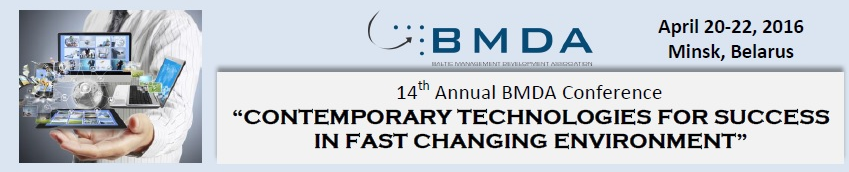 BMDA
BALTIC MANAGEMENT DEVELOPMENT ASSOCIATION
April 20-22, 2016
Minsk, Belarus
14th Annual BMDA Conference
“CONTEMPORARY TECHNOLOGIES FOR SUCCESS
IN FAST CHANGING ENVIRONMENT”